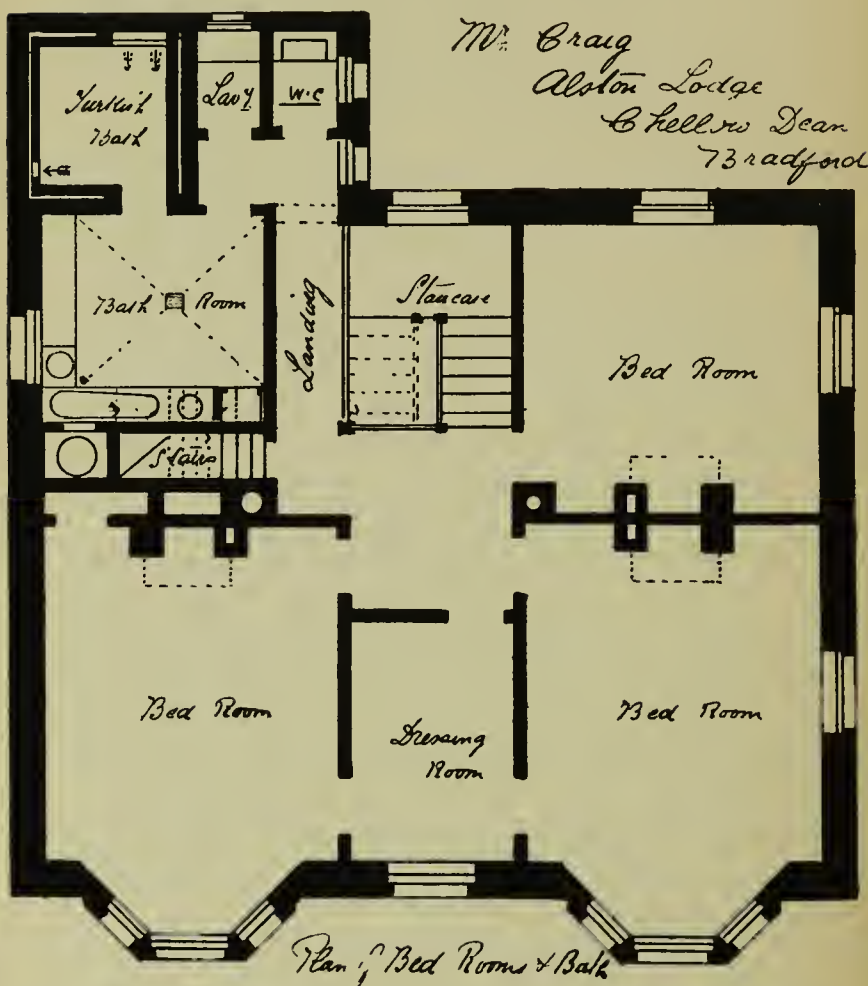 Mr. Craig
Alston Lodge
Chellow Dean
Bradford
Turkish
Bath
Lavy
W.C
Bath Room
Landing
Staircase
Bed Room
Stairs
Bed Room
Dressing
Room
Bed Room
Plan of Bed Rooms & Bath